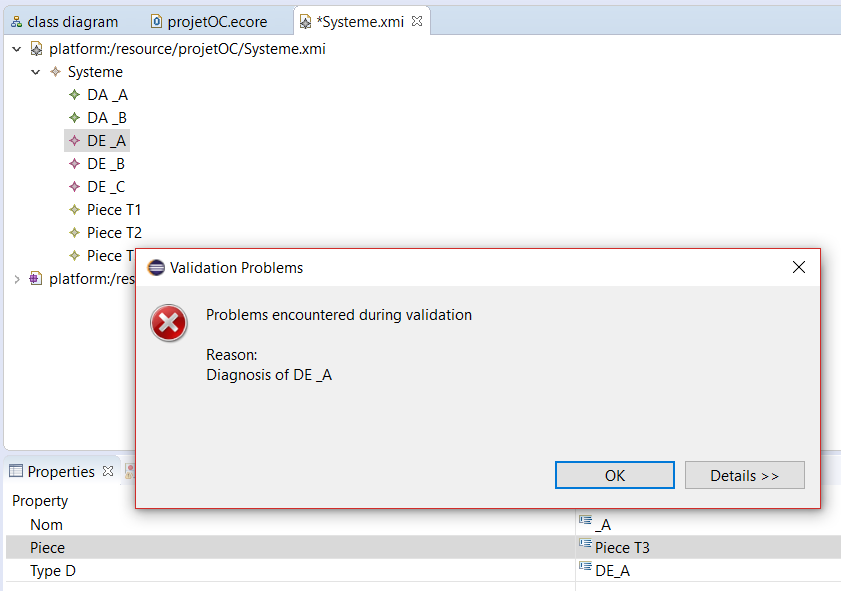 class diagram
projetOC.ecore
*Systeme.xmi
platform:/resource/projetOC/Systeme.xmi
Systeme
DA _A
DA _B
DE _A
DE _B
DE _C
Piece T1
Piece T2
Piece T
platform:/res
Validation Problems
Problems encountered during validation
Reason:
Diagnosis of DE _A
OK
Details >>
Properties
Property
Nom
_A
Piece
Piece T3
Type D
DE_A